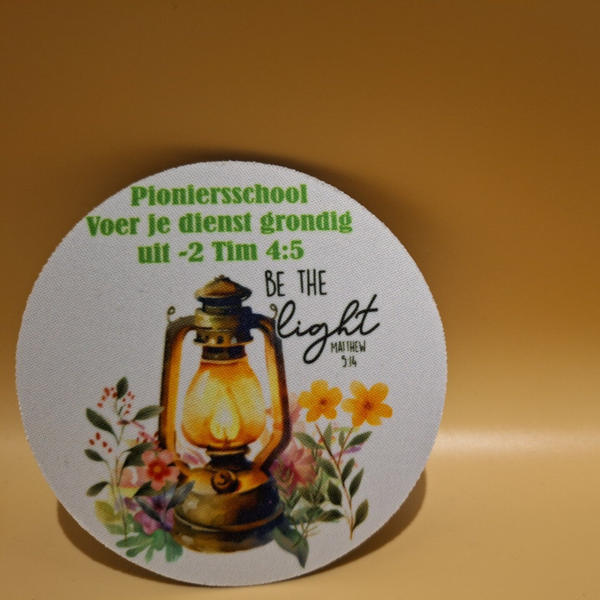 Pioniersschool
Voer je dienst grondig
uit -2 Tim 4:5
BE THE
light
MATTHEW
5:14